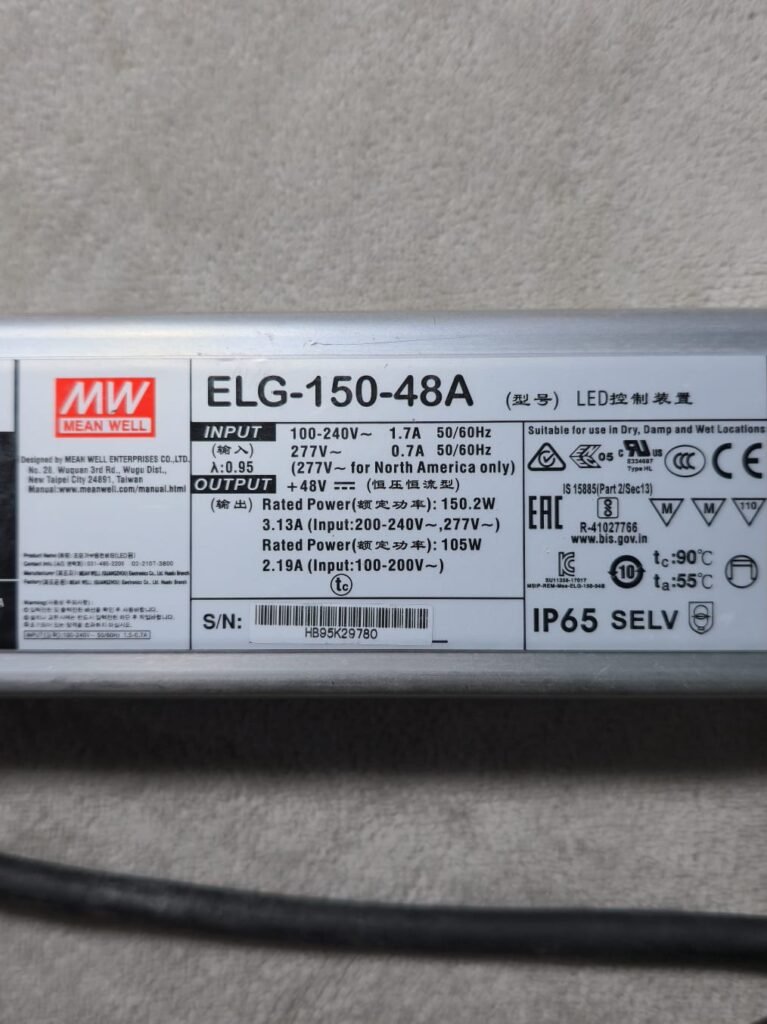 MW
MEAN WELL
Designed by MEAN WELL ENTERPRISES CO.,LTD.
No. 28, Wuquan 3rd Rd., Wugu Dist.,
New Taipei City 24891, Taiwan
Manual:www.meanwell.com/manual.html
ELG-150-48A (型号) LED控制装置
INPUT 100-240V~ 1.7A 50/60Hz
(输入) 277V~ 0.7A 50/60Hz
λ:0.95 (277V~ for North America only)
OUTPUT +48V (恒压恒流型)
(输出) Rated Power(额定功率): 150.2W
3.13A (Input:200-240V~,277V~)
Rated Power(额定功率): 105W
2.19A (Input:100-200V~)
tc
S/N:
HB95K29780
Suitable for use in Dry, Damp and Wet Locations
05 c RU US
E334687
Type HL
CCC CE
IS 15885(Part 2/Sec13)
EAC
R-41027766
www.bis.gov.in
M M 110
10
tc:90℃
ta:55℃
IP65 SELV